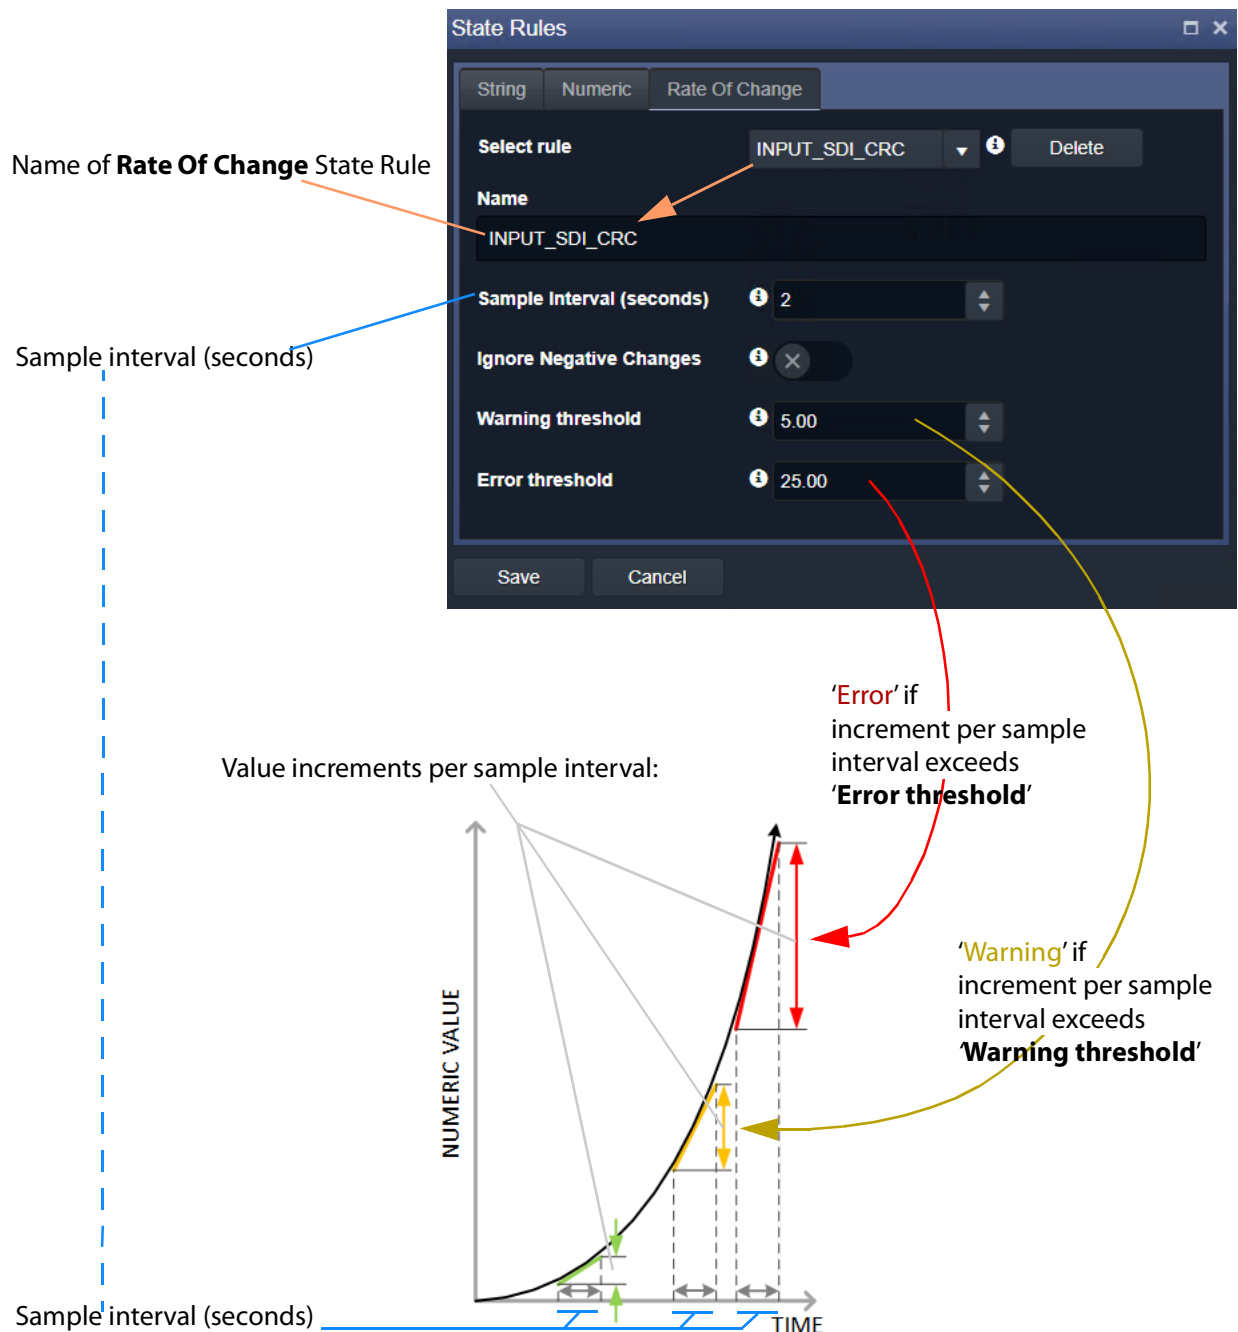 State Rules
String Numeric Rate Of Change
Select rule INPUT_SDI_CRC Delete
Name of Rate Of Change State Rule
Name
INPUT_SDI_CRC
Sample Interval (seconds) 2
Sample interval (seconds)
Ignore Negative Changes
Warning threshold 5.00
Error threshold 25.00
Save Cancel
‘Error’ if
increment per sample
interval exceeds
‘Error threshold’
Value increments per sample interval:
‘Warning’ if
increment per sample
interval exceeds
‘Warning threshold’
NUMERIC VALUE
Sample interval (seconds)
TIME